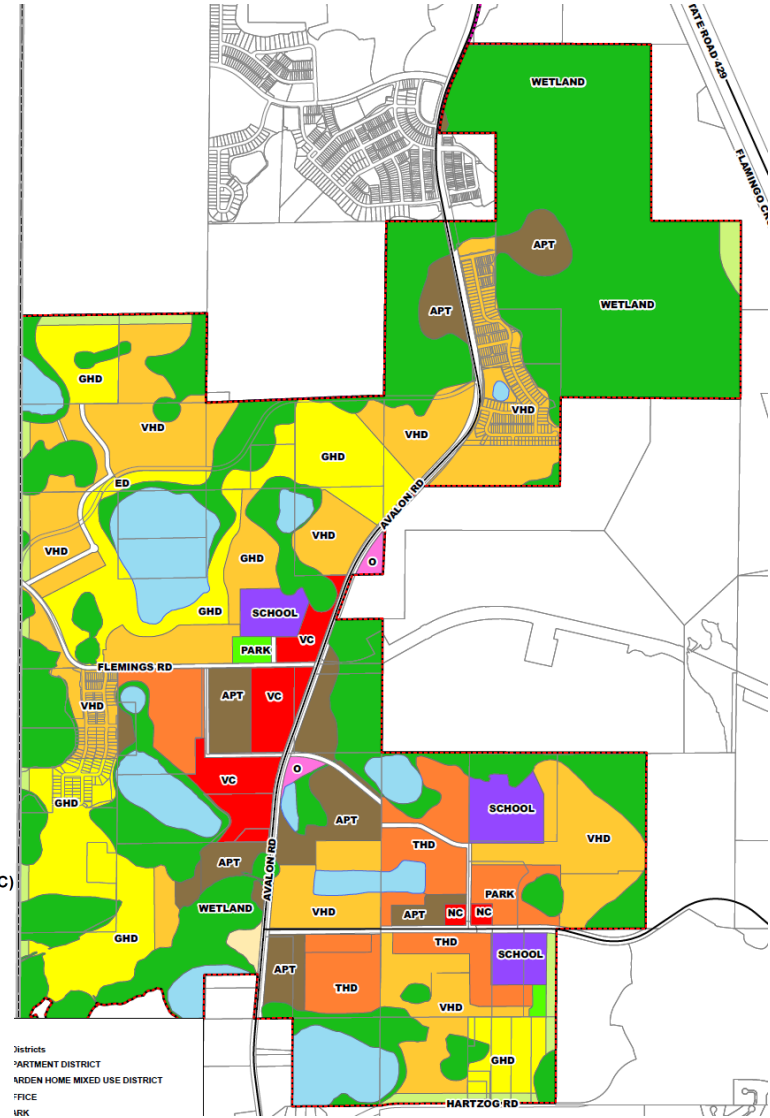 TATE ROAD 429
WETLAND
FLAMINGO CR
APT
WETLAND
APT
GHD
VHD
VHD
VHD
GHD
ED
AVALON RD
VHD
VHD
GHD
O
GHD
SCHOOL
VC
PARK
FLEMINGS RD
APT
VC
VHD
O
VC
SCHOOL
GHD
APT
VHD
THD
AVALON RD
APT
C)
PARK
WETLAND
VHD
APT
NC
NC
GHD
THD
SCHOOL
APT
THD
VHD
Districts
PARTMENT DISTRICT
GHD
ARDEN HOME MIXED USE DISTRICT
FFICE
HARTZOG RD
ARK